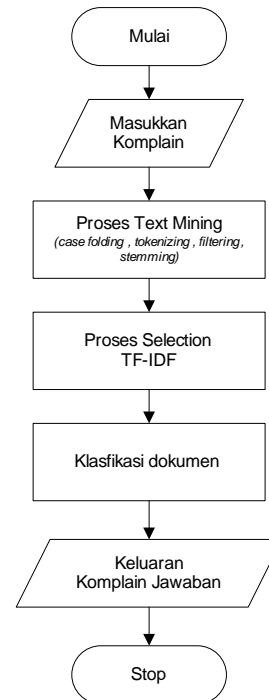 Mulai
Masukkan
Komplain
Proses Text Mining
(case folding , tokenizing , filtering ,
stemming)
Proses Selection
TF-IDF
Klasfikasi dokumen
Keluaran
Komplain Jawaban
Stop